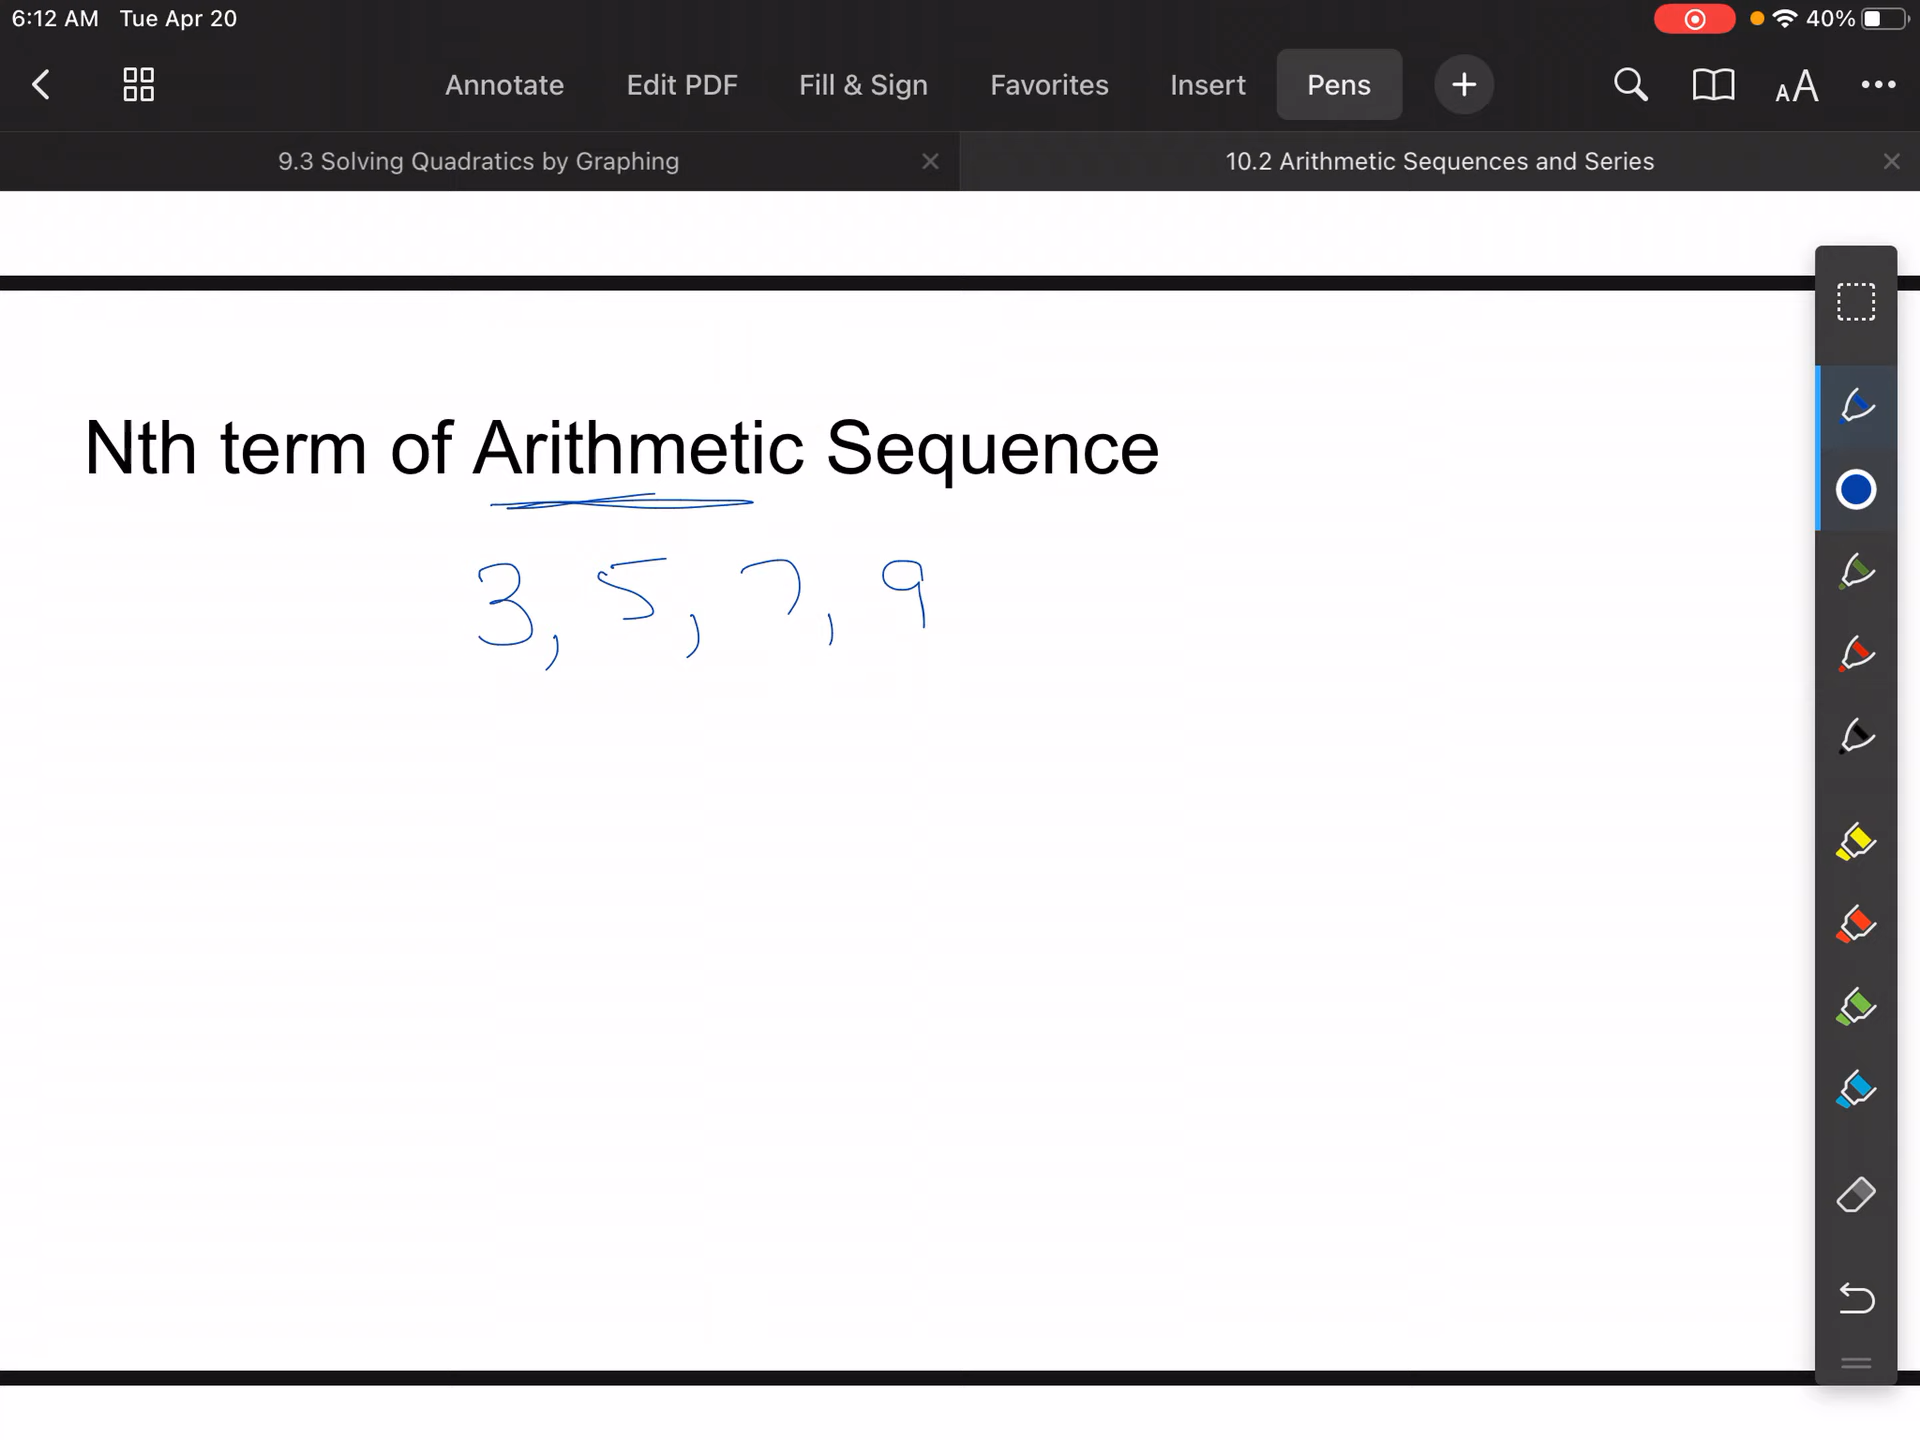 6:12 AM Tue Apr 20 40%
Annotate Edit PDF Fill & Sign Favorites Insert Pens + AA
9.3 Solving Quadratics by Graphing 10.2 Arithmetic Sequences and Series
Nth term of Arithmetic Sequence
3, 5, 7, 9